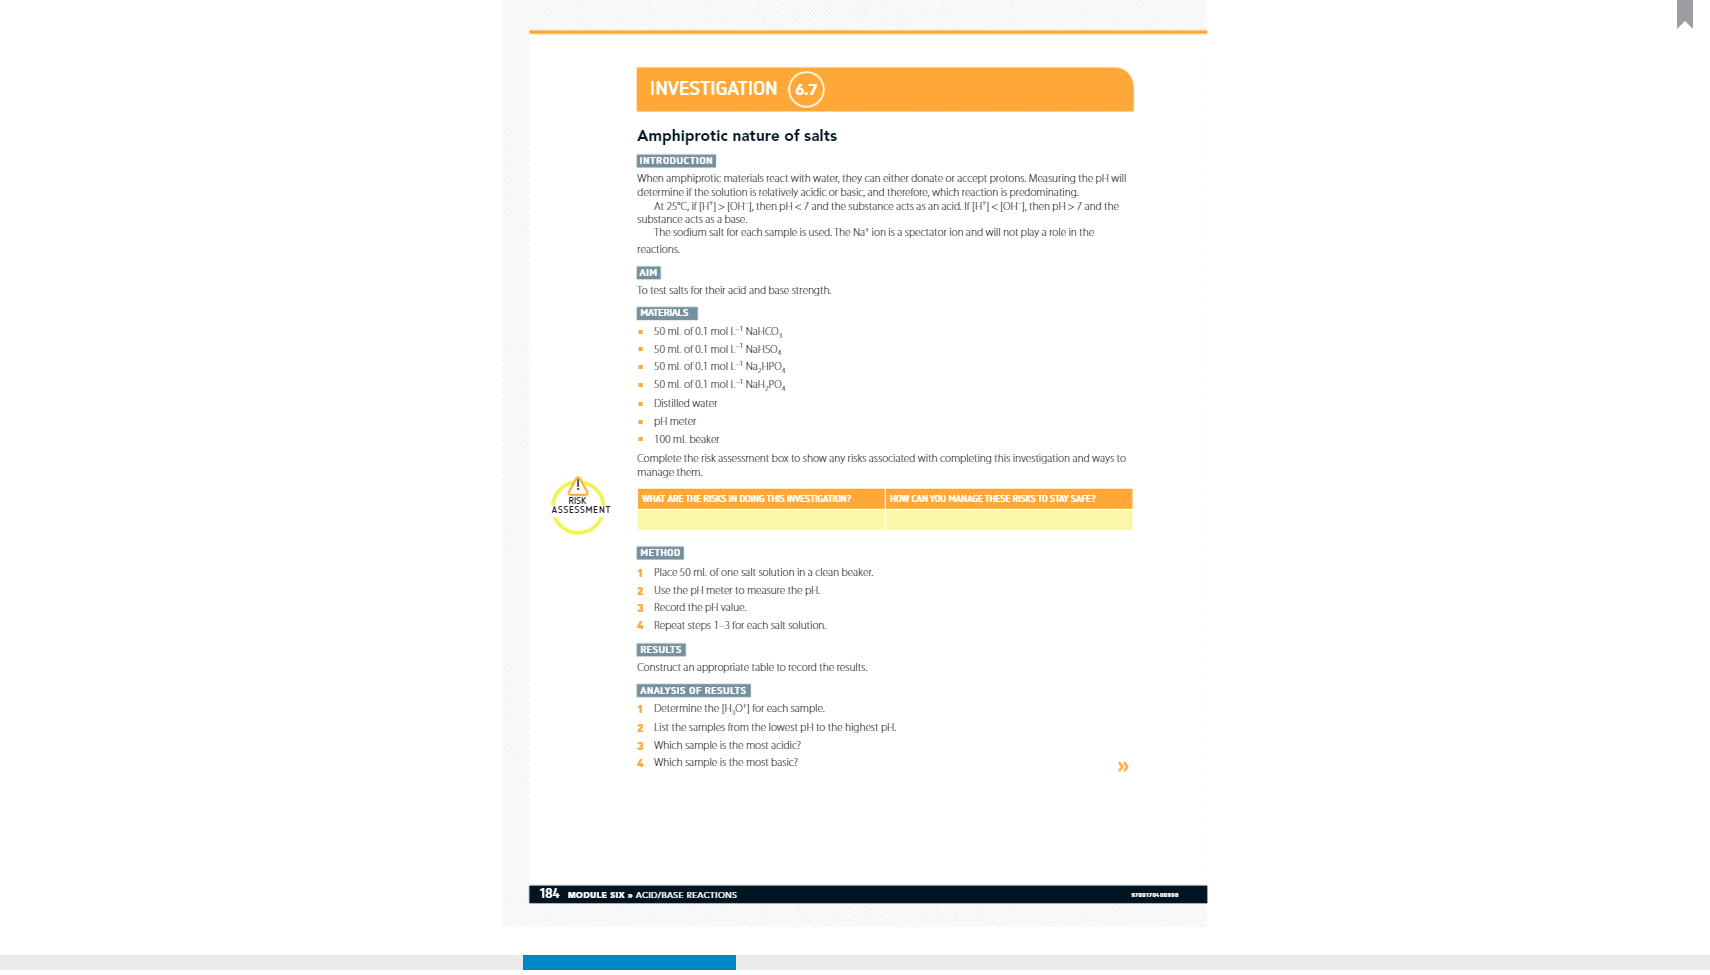 INVESTIGATION 6.7
Amphiprotic nature of salts
INTRODUCTION
When amphiprotic materials react with water, they can either donate or accept protons. Measuring the pH will
determine if the solution is relatively acidic or basic, and therefore, which reaction is predominating.
At 25°C, if [H⁺] > [OH⁻], then pH < 7 and the substance acts as an acid. If [H⁺] < [OH⁻], then pH > 7 and the
substance acts as a base.
The sodium salt for each sample is used. The Na⁺ ion is a spectator ion and will not play a role in the
reactions.
AIM
To test salts for their acid and base strength.
MATERIALS
▪ 50 mL of 0.1 mol L⁻¹ NaHCO₃
▪ 50 mL of 0.1 mol L⁻¹ NaHSO₄
▪ 50 mL of 0.1 mol L⁻¹ Na₂HPO₄
▪ 50 mL of 0.1 mol L⁻¹ NaH₂PO₄
▪ Distilled water
▪ pH meter
▪ 100 mL beaker
Complete the risk assessment box to show any risks associated with completing this investigation and ways to
manage them.
!
RISK
ASSESSMENT
WHAT ARE THE RISKS IN DOING THIS INVESTIGATION? HOW CAN YOU MANAGE THESE RISKS TO STAY SAFE?
METHOD
1 Place 50 mL of one salt solution in a clean beaker.
2 Use the pH meter to measure the pH.
3 Record the pH value.
4 Repeat steps 1–3 for each salt solution.
RESULTS
Construct an appropriate table to record the results.
ANALYSIS OF RESULTS
1 Determine the [H₃O⁺] for each sample.
2 List the samples from the lowest pH to the highest pH.
3 Which sample is the most acidic?
4 Which sample is the most basic?
»
184 MODULE SIX » ACID/BASE REACTIONS
9780170408998